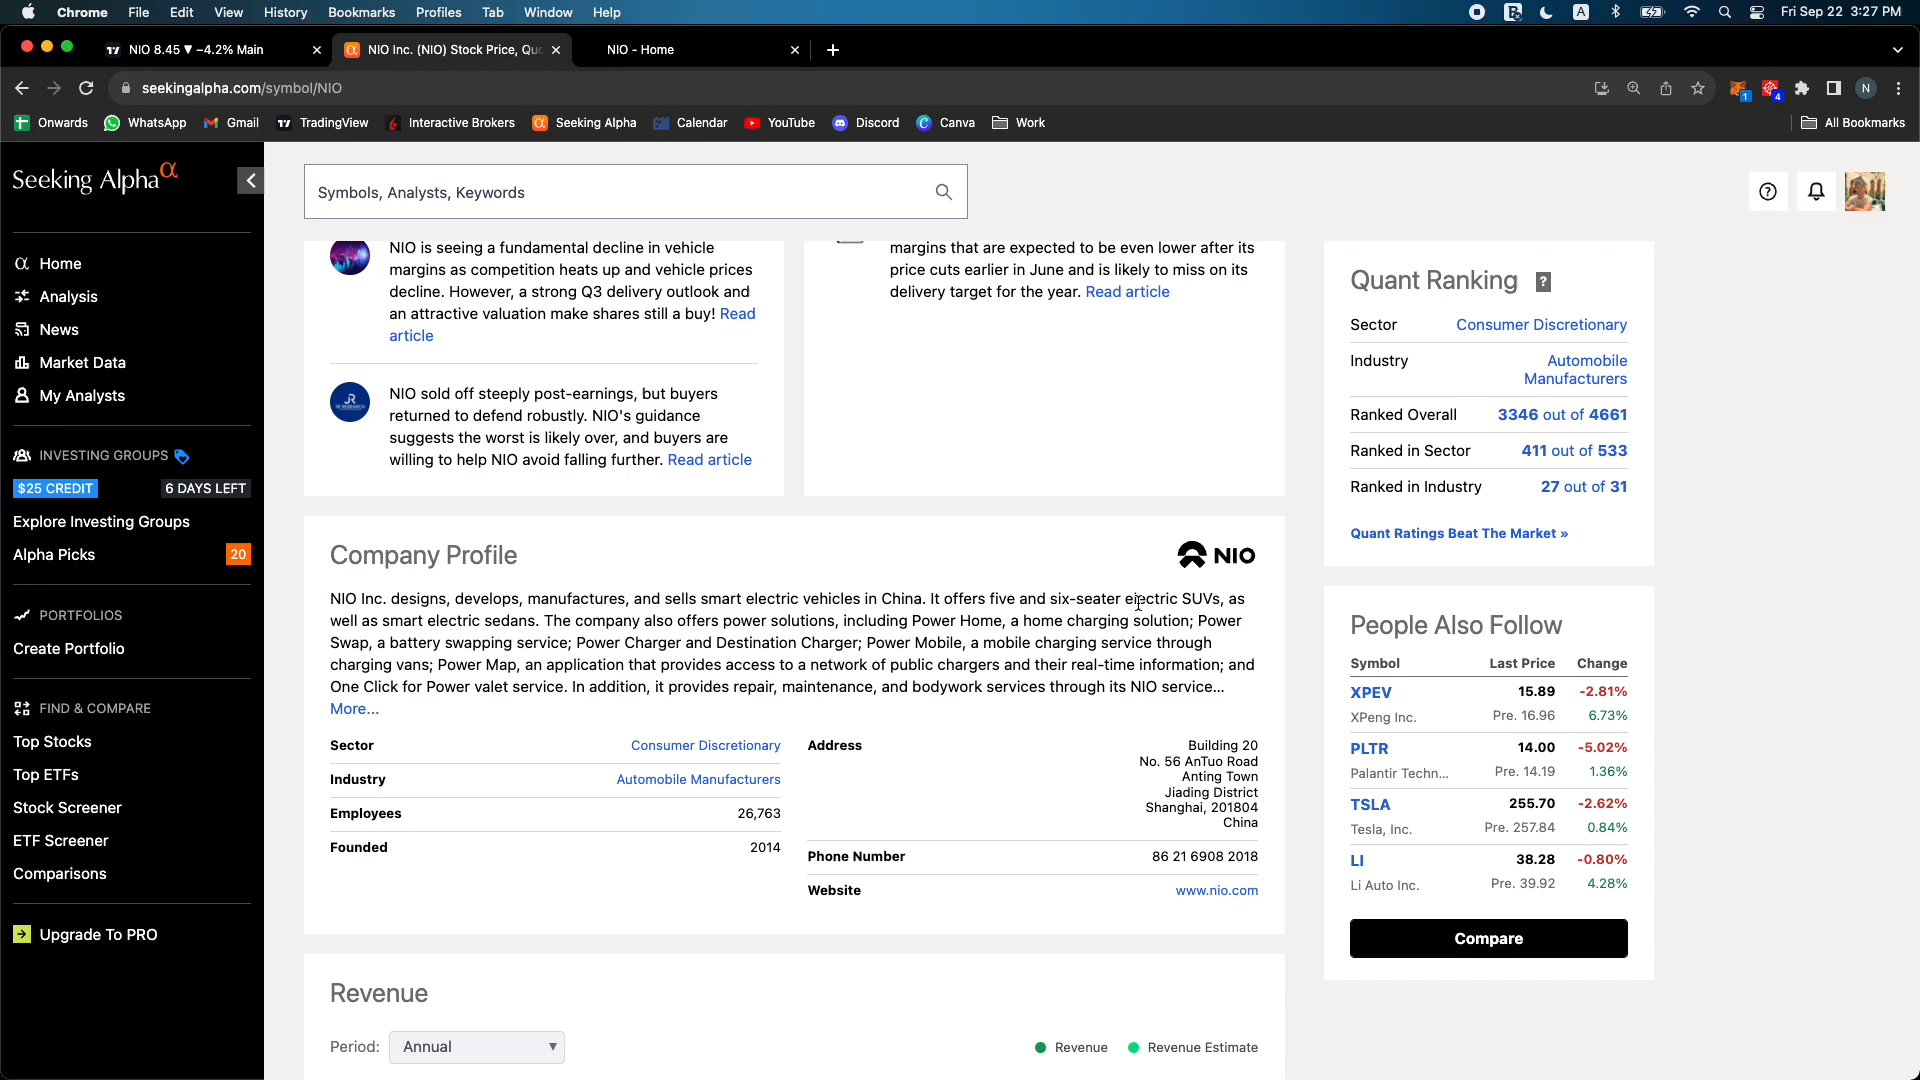 Chrome File Edit View History Bookmarks Profiles Tab Window Help
A Fri Sep 22 3:27 PM
NIO 8.45 ▼ −4.2% Main
NIO Inc. (NIO) Stock Price, Quo
NIO - Home
seekingalpha.com/symbol/NIO
1
4
N
Onwards WhatsApp Gmail TradingView Interactive Brokers Seeking Alpha Calendar YouTube Discord Canva Work All Bookmarks
Seeking Alpha α
Home
Analysis
News
Market Data
My Analysts
INVESTING GROUPS
$25 CREDIT 6 DAYS LEFT
Explore Investing Groups
Alpha Picks 20
PORTFOLIOS
Create Portfolio
FIND & COMPARE
Top Stocks
Top ETFs
Stock Screener
ETF Screener
Comparisons
Upgrade To PRO
Symbols, Analysts, Keywords
NIO is seeing a fundamental decline in vehicle
margins as competition heats up and vehicle prices
decline. However, a strong Q3 delivery outlook and
an attractive valuation make shares still a buy! Read
article
JR
NIO sold off steeply post-earnings, but buyers
returned to defend robustly. NIO's guidance
suggests the worst is likely over, and buyers are
willing to help NIO avoid falling further. Read article
margins that are expected to be even lower after its
price cuts earlier in June and is likely to miss on its
delivery target for the year. Read article
Company Profile
NIO
NIO Inc. designs, develops, manufactures, and sells smart electric vehicles in China. It offers five and six-seater electric SUVs, as
well as smart electric sedans. The company also offers power solutions, including Power Home, a home charging solution; Power
Swap, a battery swapping service; Power Charger and Destination Charger; Power Mobile, a mobile charging service through
charging vans; Power Map, an application that provides access to a network of public chargers and their real-time information; and
One Click for Power valet service. In addition, it provides repair, maintenance, and bodywork services through its NIO service...
More...
Sector Consumer Discretionary
Industry Automobile Manufacturers
Employees 26,763
Founded 2014
Address Building 20
No. 56 AnTuo Road
Anting Town
Jiading District
Shanghai, 201804
China
Phone Number 86 21 6908 2018
Website www.nio.com
Revenue
Period: Annual
Revenue Revenue Estimate
Quant Ranking ?
Sector Consumer Discretionary
Industry Automobile
Manufacturers
Ranked Overall 3346 out of 4661
Ranked in Sector 411 out of 533
Ranked in Industry 27 out of 31
Quant Ratings Beat The Market »
People Also Follow
Symbol Last Price Change
XPEV 15.89 -2.81%
XPeng Inc. Pre. 16.96 6.73%
PLTR 14.00 -5.02%
Palantir Techn... Pre. 14.19 1.36%
TSLA 255.70 -2.62%
Tesla, Inc. Pre. 257.84 0.84%
LI 38.28 -0.80%
Li Auto Inc. Pre. 39.92 4.28%
Compare